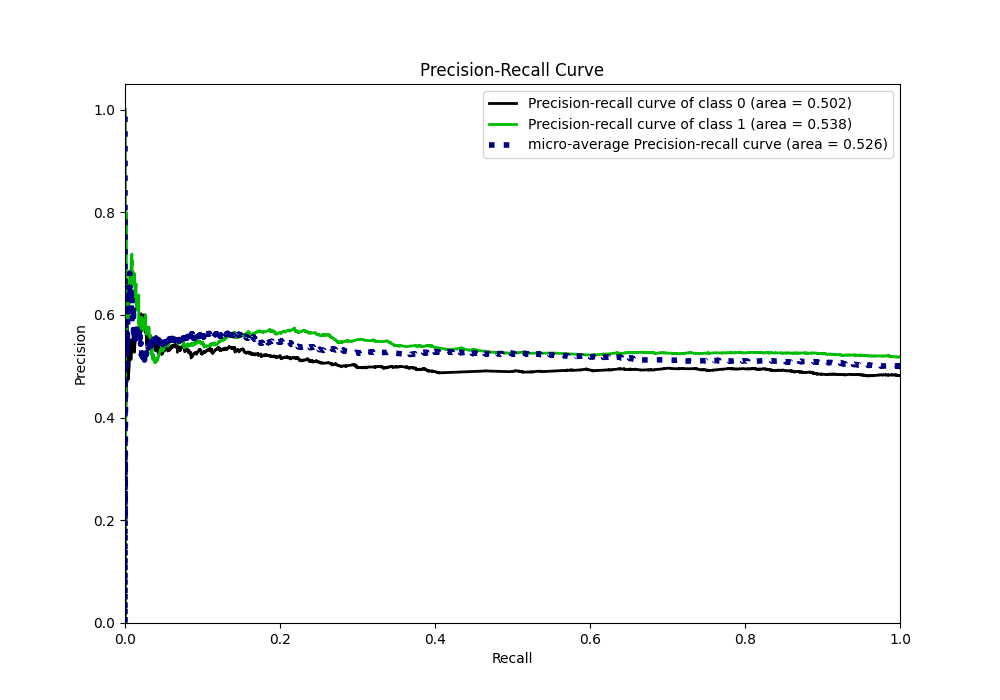 Precision-Recall Curve
Precision-recall curve of class 0 (area = 0.502)
Precision-recall curve of class 1 (area = 0.538)
micro-average Precision-recall curve (area = 0.526)
Precision
1.0
0.8
0.6
0.4
0.2
0.0
0.0 0.2 0.4 0.6 0.8 1.0
Recall